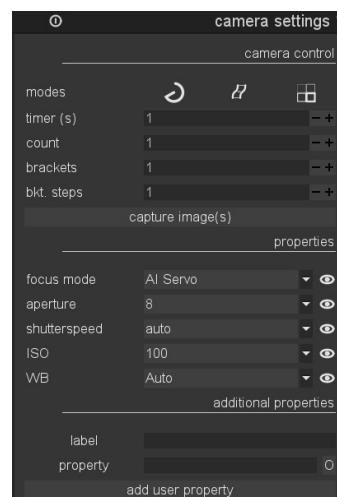 camera settings
camera control
modes
timer (s) 1 - +
count 1 - +
brackets 1 - +
bkt. steps 1 - +
capture image(s)
properties
focus mode AI Servo
aperture 8
shutterspeed auto
ISO 100
WB Auto
additional properties
label
property O
add user property